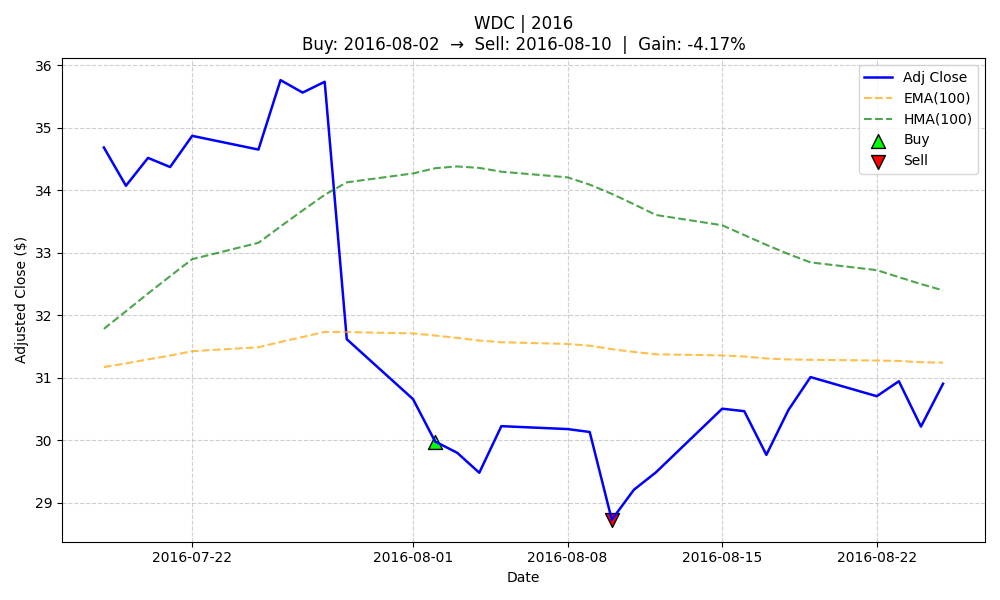 WDC | 2016
Buy: 2016-08-02 → Sell: 2016-08-10 | Gain: -4.17%
Adj Close
EMA(100)
HMA(100)
Buy
Sell
Adjusted Close ($)
36
35
34
33
32
31
30
29
2016-07-22
2016-08-01
2016-08-08
2016-08-15
2016-08-22
Date